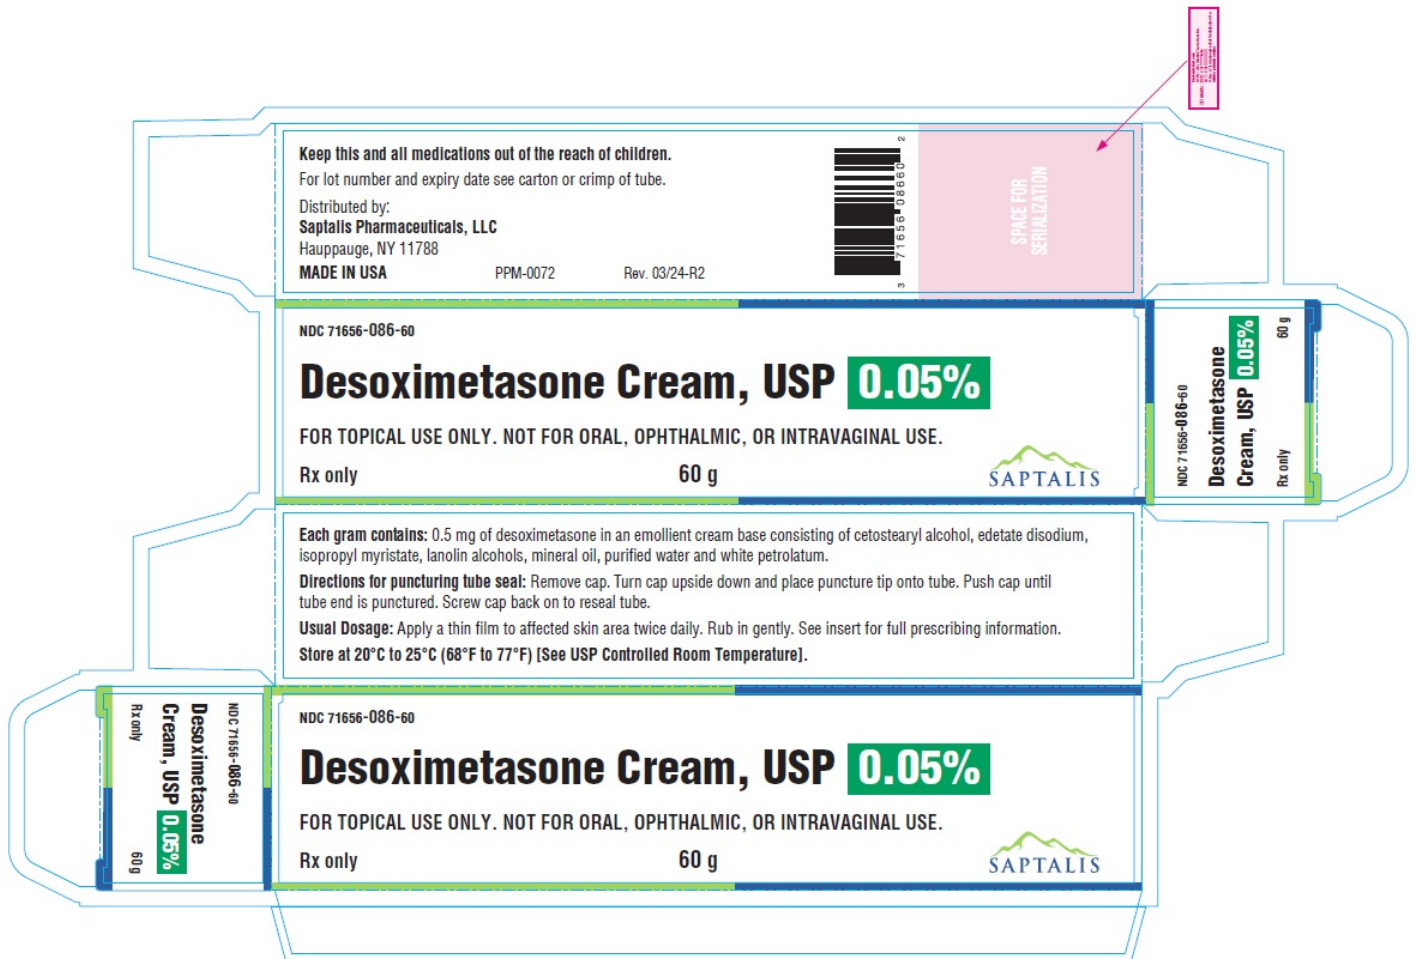 Keep this and all medications out of the reach of children.
For lot number and expiry date see carton or crimp of tube.
Distributed by:
Saptalis Pharmaceuticals, LLC
Hauppauge, NY 11788
MADE IN USA PPM-0072 Rev. 03/24-R2
3 71656 08660 2
SPACE FOR
SERIALIZATION
NDC 71656-086-60
Desoximetasone Cream, USP 0.05%
FOR TOPICAL USE ONLY. NOT FOR ORAL, OPHTHALMIC, OR INTRAVAGINAL USE.
Rx only 60 g
SAPTALIS
NDC 71656-086-60
Desoximetasone
Cream, USP 0.05%
Rx only 60 g
Each gram contains: 0.5 mg of desoximetasone in an emollient cream base consisting of cetostearyl alcohol, edetate disodium,
isopropyl myristate, lanolin alcohols, mineral oil, purified water and white petrolatum.
Directions for puncturing tube seal: Remove cap. Turn cap upside down and place puncture tip onto tube. Push cap until
tube end is punctured. Screw cap back on to reseal tube.
Usual Dosage: Apply a thin film to affected skin area twice daily. Rub in gently. See insert for full prescribing information.
Store at 20°C to 25°C (68°F to 77°F) [See USP Controlled Room Temperature].
NDC 71656-086-60
Desoximetasone
Cream, USP 0.05%
Rx only 60g
NDC 71656-086-60
Desoximetasone Cream, USP 0.05%
FOR TOPICAL USE ONLY. NOT FOR ORAL, OPHTHALMIC, OR INTRAVAGINAL USE.
Rx only 60 g
SAPTALIS